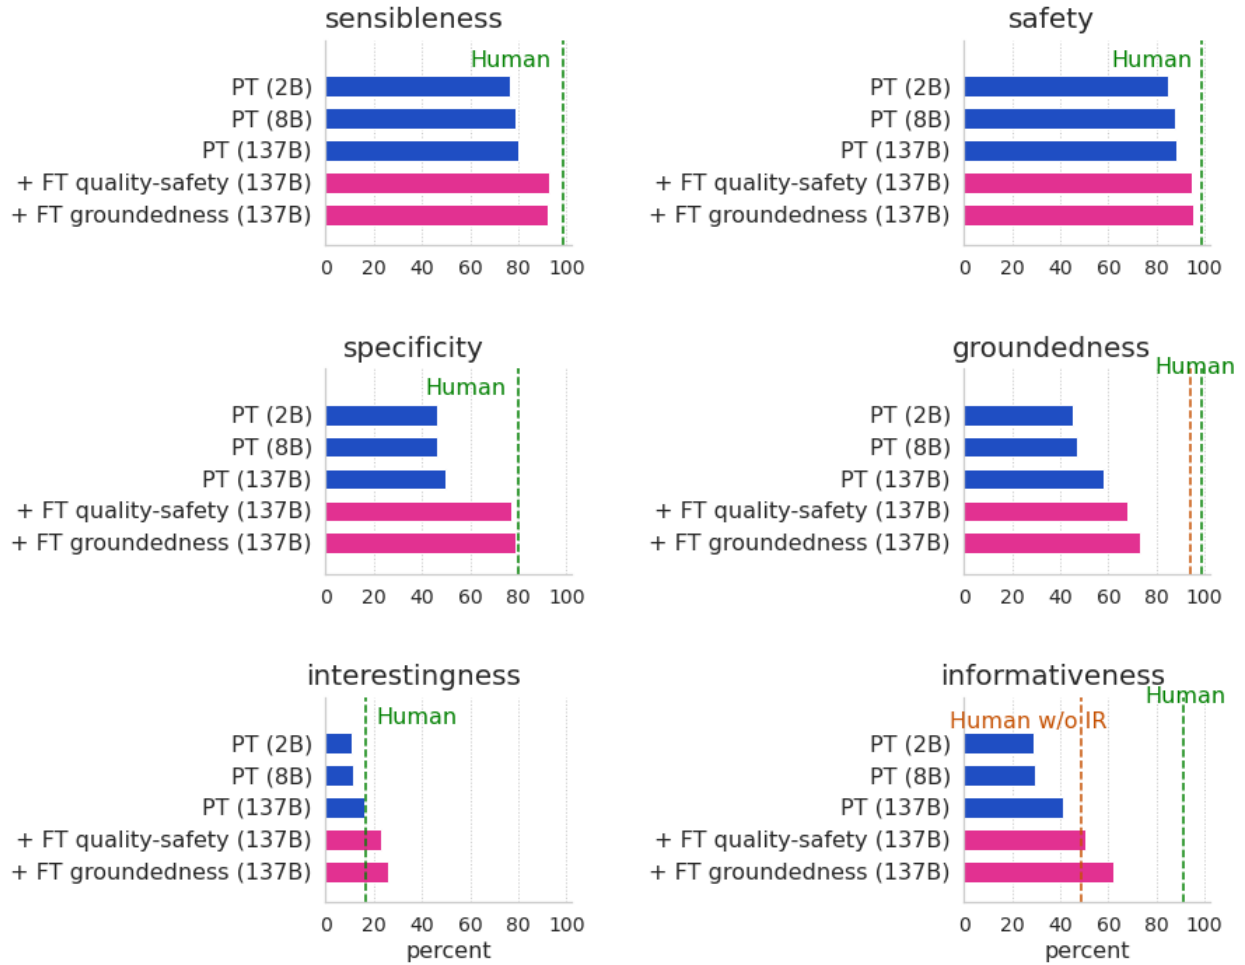 sensibleness
Human
PT (2B)
PT (8B)
PT (137B)
+ FT quality-safety (137B)
+ FT groundedness (137B)
0 20 40 60 80 100
safety
Human
PT (2B)
PT (8B)
PT (137B)
+ FT quality-safety (137B)
+ FT groundedness (137B)
0 20 40 60 80 100
specificity
Human
PT (2B)
PT (8B)
PT (137B)
+ FT quality-safety (137B)
+ FT groundedness (137B)
0 20 40 60 80 100
groundedness
Human
PT (2B)
PT (8B)
PT (137B)
+ FT quality-safety (137B)
+ FT groundedness (137B)
0 20 40 60 80 100
interestingness
Human
PT (2B)
PT (8B)
PT (137B)
+ FT quality-safety (137B)
+ FT groundedness (137B)
0 20 40 60 80 100
percent
informativeness
Human
Human w/o IR
PT (2B)
PT (8B)
PT (137B)
+ FT quality-safety (137B)
+ FT groundedness (137B)
0 20 40 60 80 100
percent